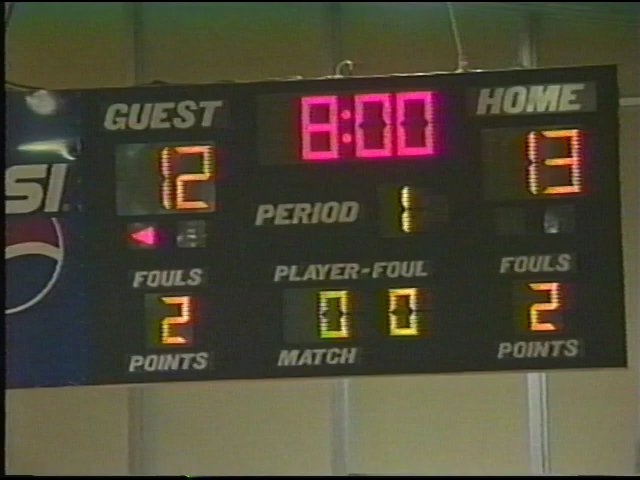 GUEST 8:00 HOME
12 13
PERIOD 1
SI
FOULS PLAYER-FOUL FOULS
2 0 0 2
POINTS MATCH POINTS